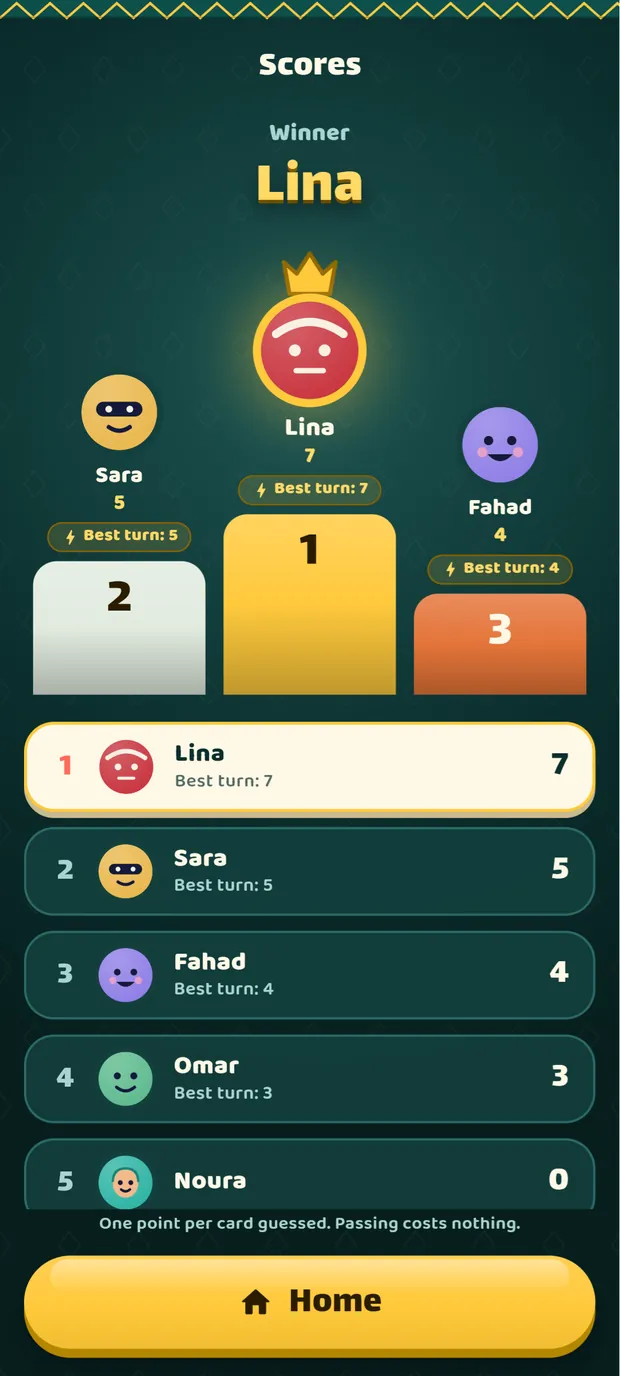 Scores
Winner
Lina
Lina
7
Best turn: 7
Sara
5
Best turn: 5
Fahad
4
Best turn: 4
1
2
3
1
Lina
Best turn: 7
7
2
Sara
Best turn: 5
5
3
Fahad
Best turn: 4
4
4
Omar
Best turn: 3
3
5
Noura
0
One point per card guessed. Passing costs nothing.
Home